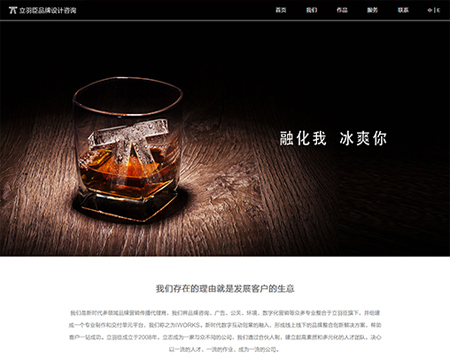 立羽臣品牌设计咨询
首页 我们 作品 服务 联系 中 | E
融化我 冰爽你
我们存在的理由就是发展客户的生意
我们是新时代多领域品牌营销传播代理商，我们将品牌咨询、广告、公关、环境、数字化营销等众多专业整合于立羽臣旗下，并组建
成一个专业制作和交付单元平台，我们称之为IWORKS。新时代数字互动创意的融入，形成线上线下的品牌整合创新解决方案，帮助
客户一站成功。立羽臣成立于2008年，立志成为一家与众不同的公司，我们通过合伙人制，建立起高素质和多元化的人才团队，决心
以一流的人才，一流的作业，成为一流的公司。